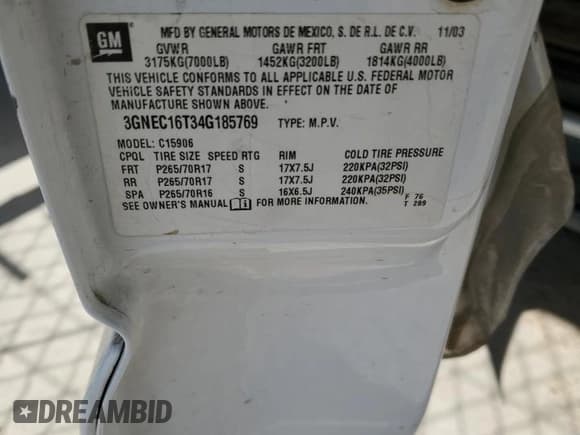 GM
MFD BY GENERAL MOTORS DE MEXICO, S. DE R.L. DE C.V. 11/03
GVWR GAWR FRT GAWR RR
3175KG(7000LB) 1452KG(3200LB) 1814KG(4000LB)
THIS VEHICLE CONFORMS TO ALL APPLICABLE U.S. FEDERAL MOTOR
VEHICLE SAFETY STANDARDS IN EFFECT ON THE DATE OF
MANUFACTURE SHOWN ABOVE.
3GNEC16T34G185769 TYPE: M.P.V.
MODEL: C15906
CPQL TIRE SIZE SPEED RTG RIM COLD TIRE PRESSURE
FRT P265/70R17 S 17X7.5J 220KPA(32PSI)
RR P265/70R17 S 17X7.5J 220KPA(32PSI)
SPA P265/70R16 S 16X6.5J 240KPA(35PSI)
SEE OWNER'S MANUAL FOR MORE INFORMATION.
F 76
T 289
DREAMBID